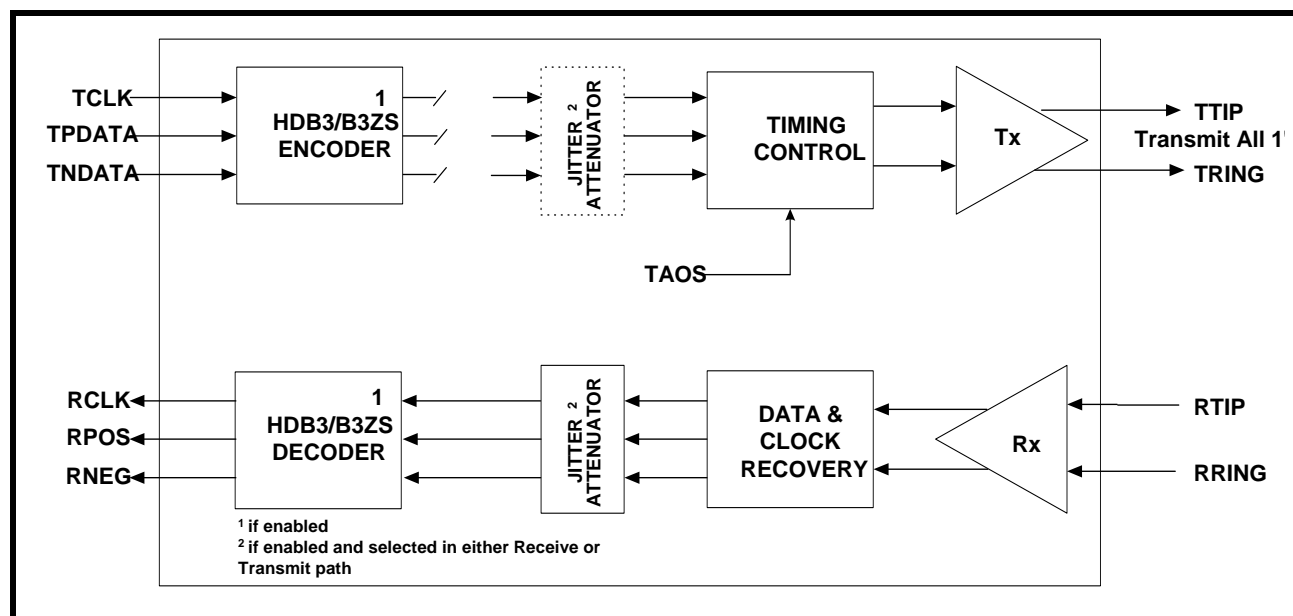 TCLK
TPDATA
TNDATA
1
HDB3/B3ZS
ENCODER
JITTER 2
ATTENUATOR
TIMING
CONTROL
Tx
TTIP
Transmit All 1'
TRING
TAOS
RCLK
RPOS
RNEG
1
HDB3/B3ZS
DECODER
JITTER 2
ATTENUATOR
DATA &
CLOCK
RECOVERY
Rx
RTIP
RRING
1 if enabled
2 if enabled and selected in either Receive or
Transmit path